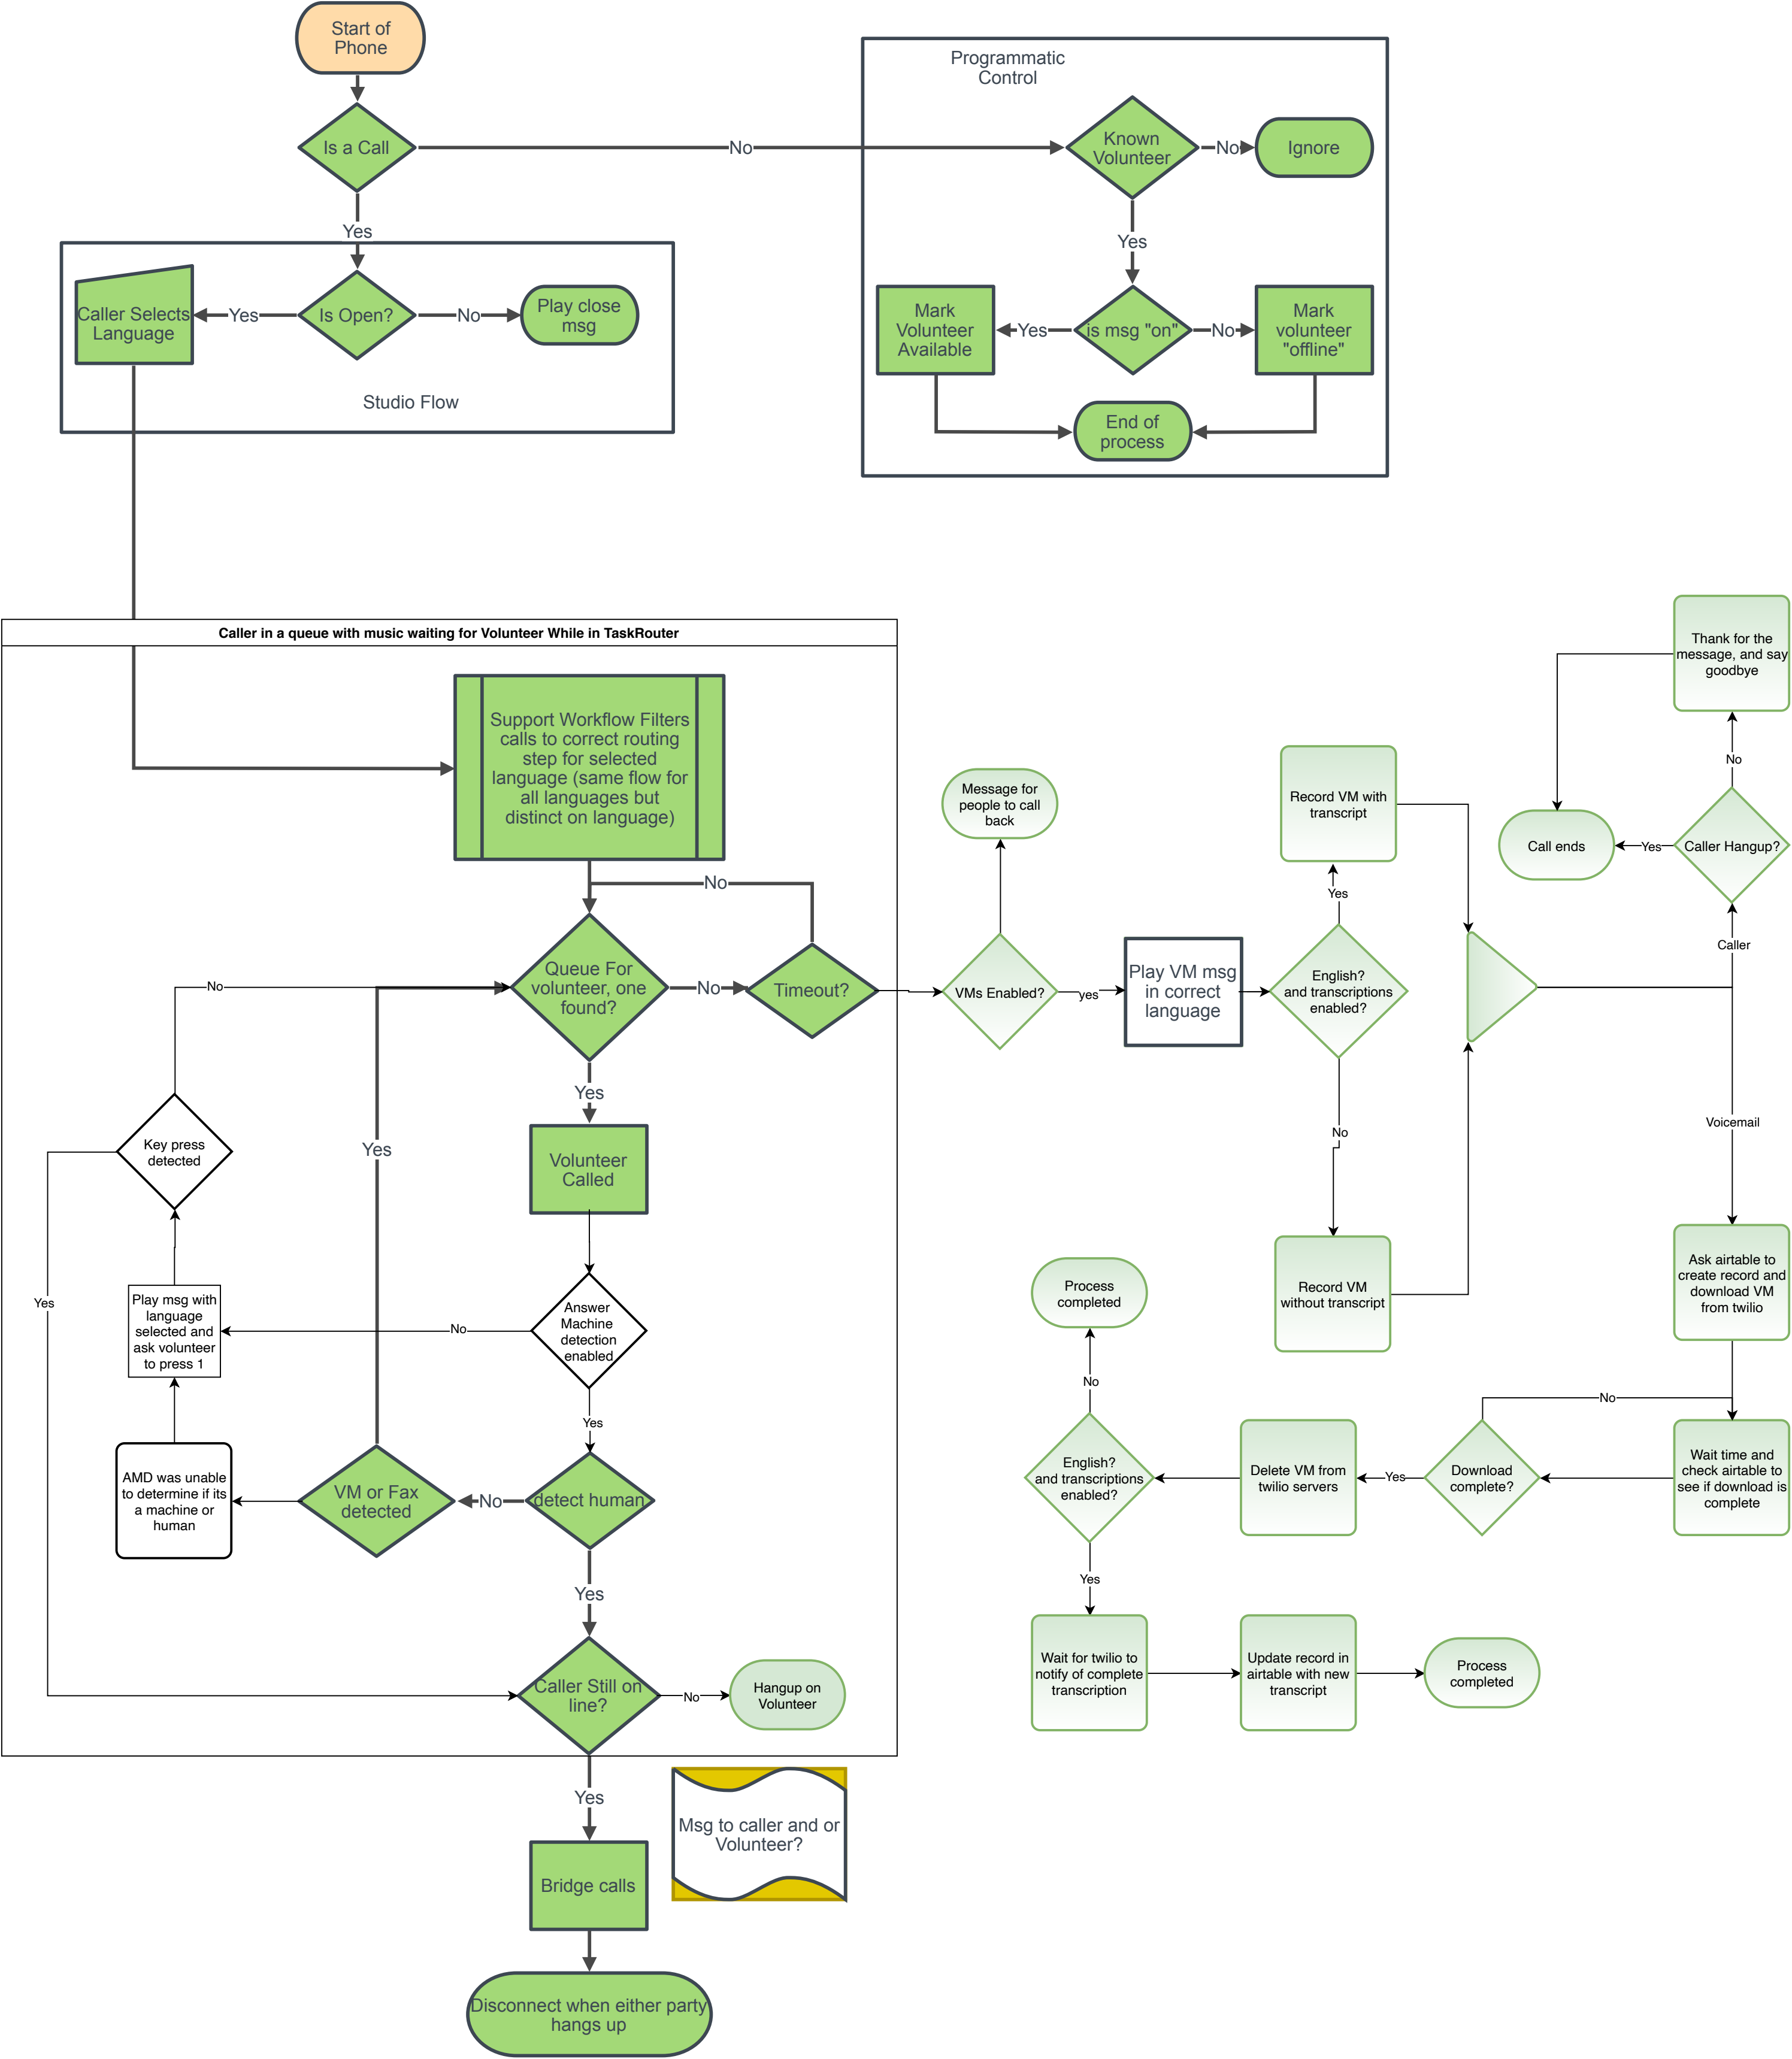 Start of
Phone
Is a Call
No
Yes
Programmatic
Control
Known
Volunteer
No
Ignore
Yes
is msg "on"
Yes
No
Mark
Volunteer
Available
Mark
volunteer
"offline"
End of
process
Caller Selects
Language
Yes
Is Open?
No
Play close
msg
Studio Flow
Caller in a queue with music waiting for Volunteer While in TaskRouter
Support Workflow Filters
calls to correct routing
step for selected
language (same flow for
all languages but
distinct on language)
No
Queue For
volunteer, one
found?
No
Timeout?
Yes
Volunteer
Called
Answer
Machine
detection
enabled
No
Yes
detect human
No
VM or Fax
detected
Yes
AMD was unable
to determine if its
a machine or
human
Play msg with
language
selected and
ask volunteer
to press 1
Key press
detected
No
Yes
Yes
Caller Still on
line?
No
Hangup on
Volunteer
Yes
Bridge calls
Msg to caller and or
Volunteer?
Disconnect when either party
hangs up
Message for
people to call
back
VMs Enabled?
yes
Play VM msg
in correct
language
English?
and transcriptions
enabled?
Yes
Record VM with
transcript
No
Record VM
without transcript
Thank for the
message, and say
goodbye
No
Caller Hangup?
Yes
Call ends
Caller
Voicemail
Ask airtable to
create record and
download VM
from twilio
No
Wait time and
check airtable to
see if download is
complete
Download
complete?
Yes
Delete VM from
twilio servers
English?
and transcriptions
enabled?
No
Process
completed
Yes
Wait for twilio to
notify of complete
transcription
Update record in
airtable with new
transcript
Process
completed